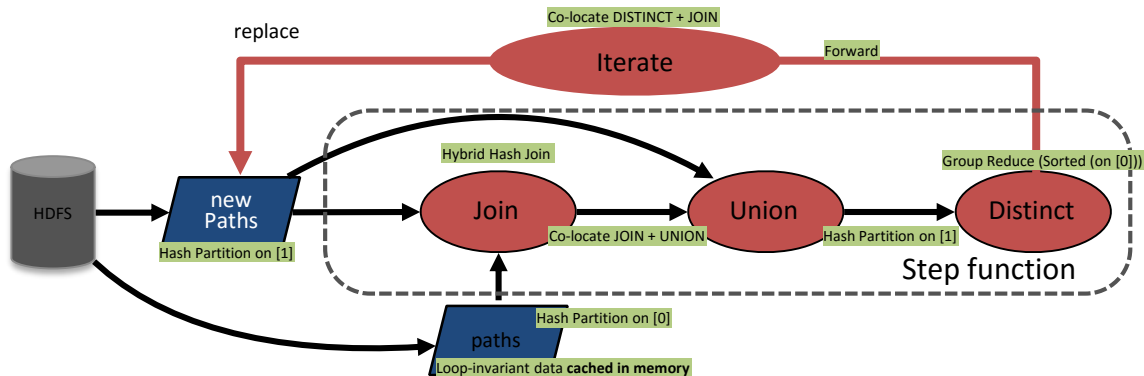 Co-locate DISTINCT + JOIN
replace
Iterate
Forward
Hybrid Hash Join
Group Reduce (Sorted (on [0]))
HDFS
new
Paths
Join
Union
Distinct
Hash Partition on [1]
Co-locate JOIN + UNION
Hash Partition on [1]
Step function
Hash Partition on [0]
paths
Loop-invariant data cached in memory